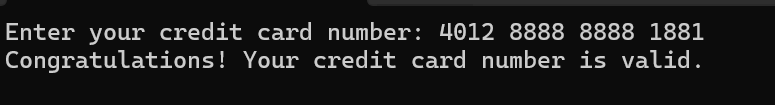 Enter your credit card number: 4012 8888 8888 1881
Congratulations! Your credit card number is valid.